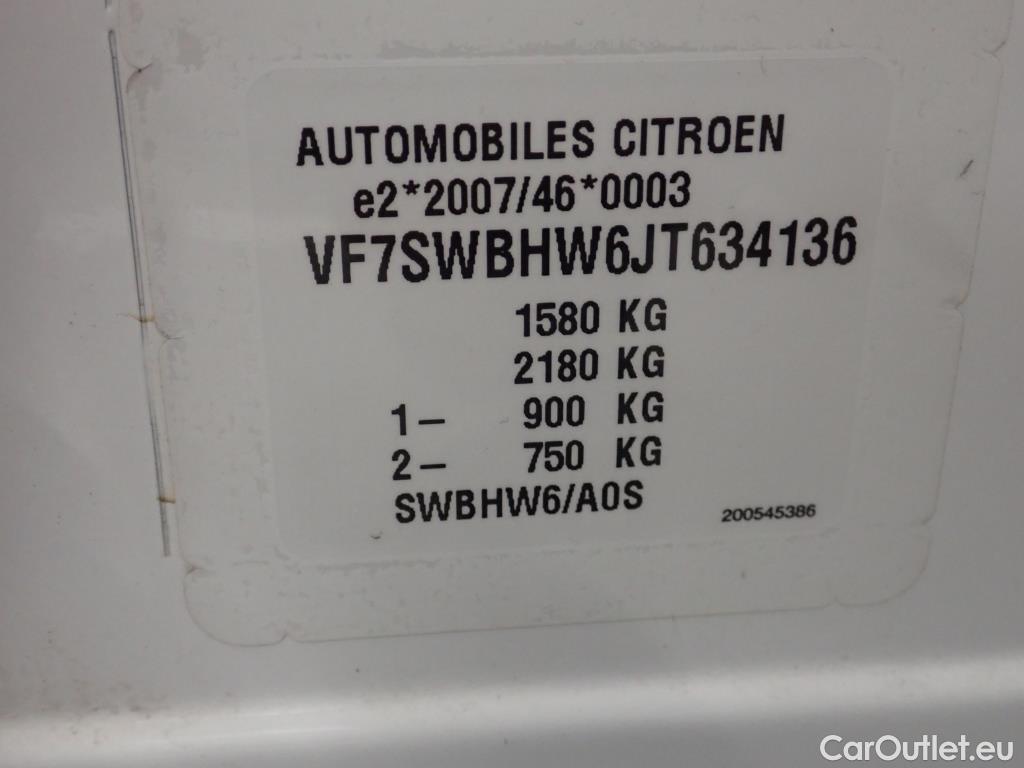 AUTOMOBILES CITROEN
e2*2007/46*0003
VF7SWBHW6JT634136
1580 KG
2180 KG
1– 900 KG
2– 750 KG
SWBHW6/A0S
200545386
CarOutlet.eu